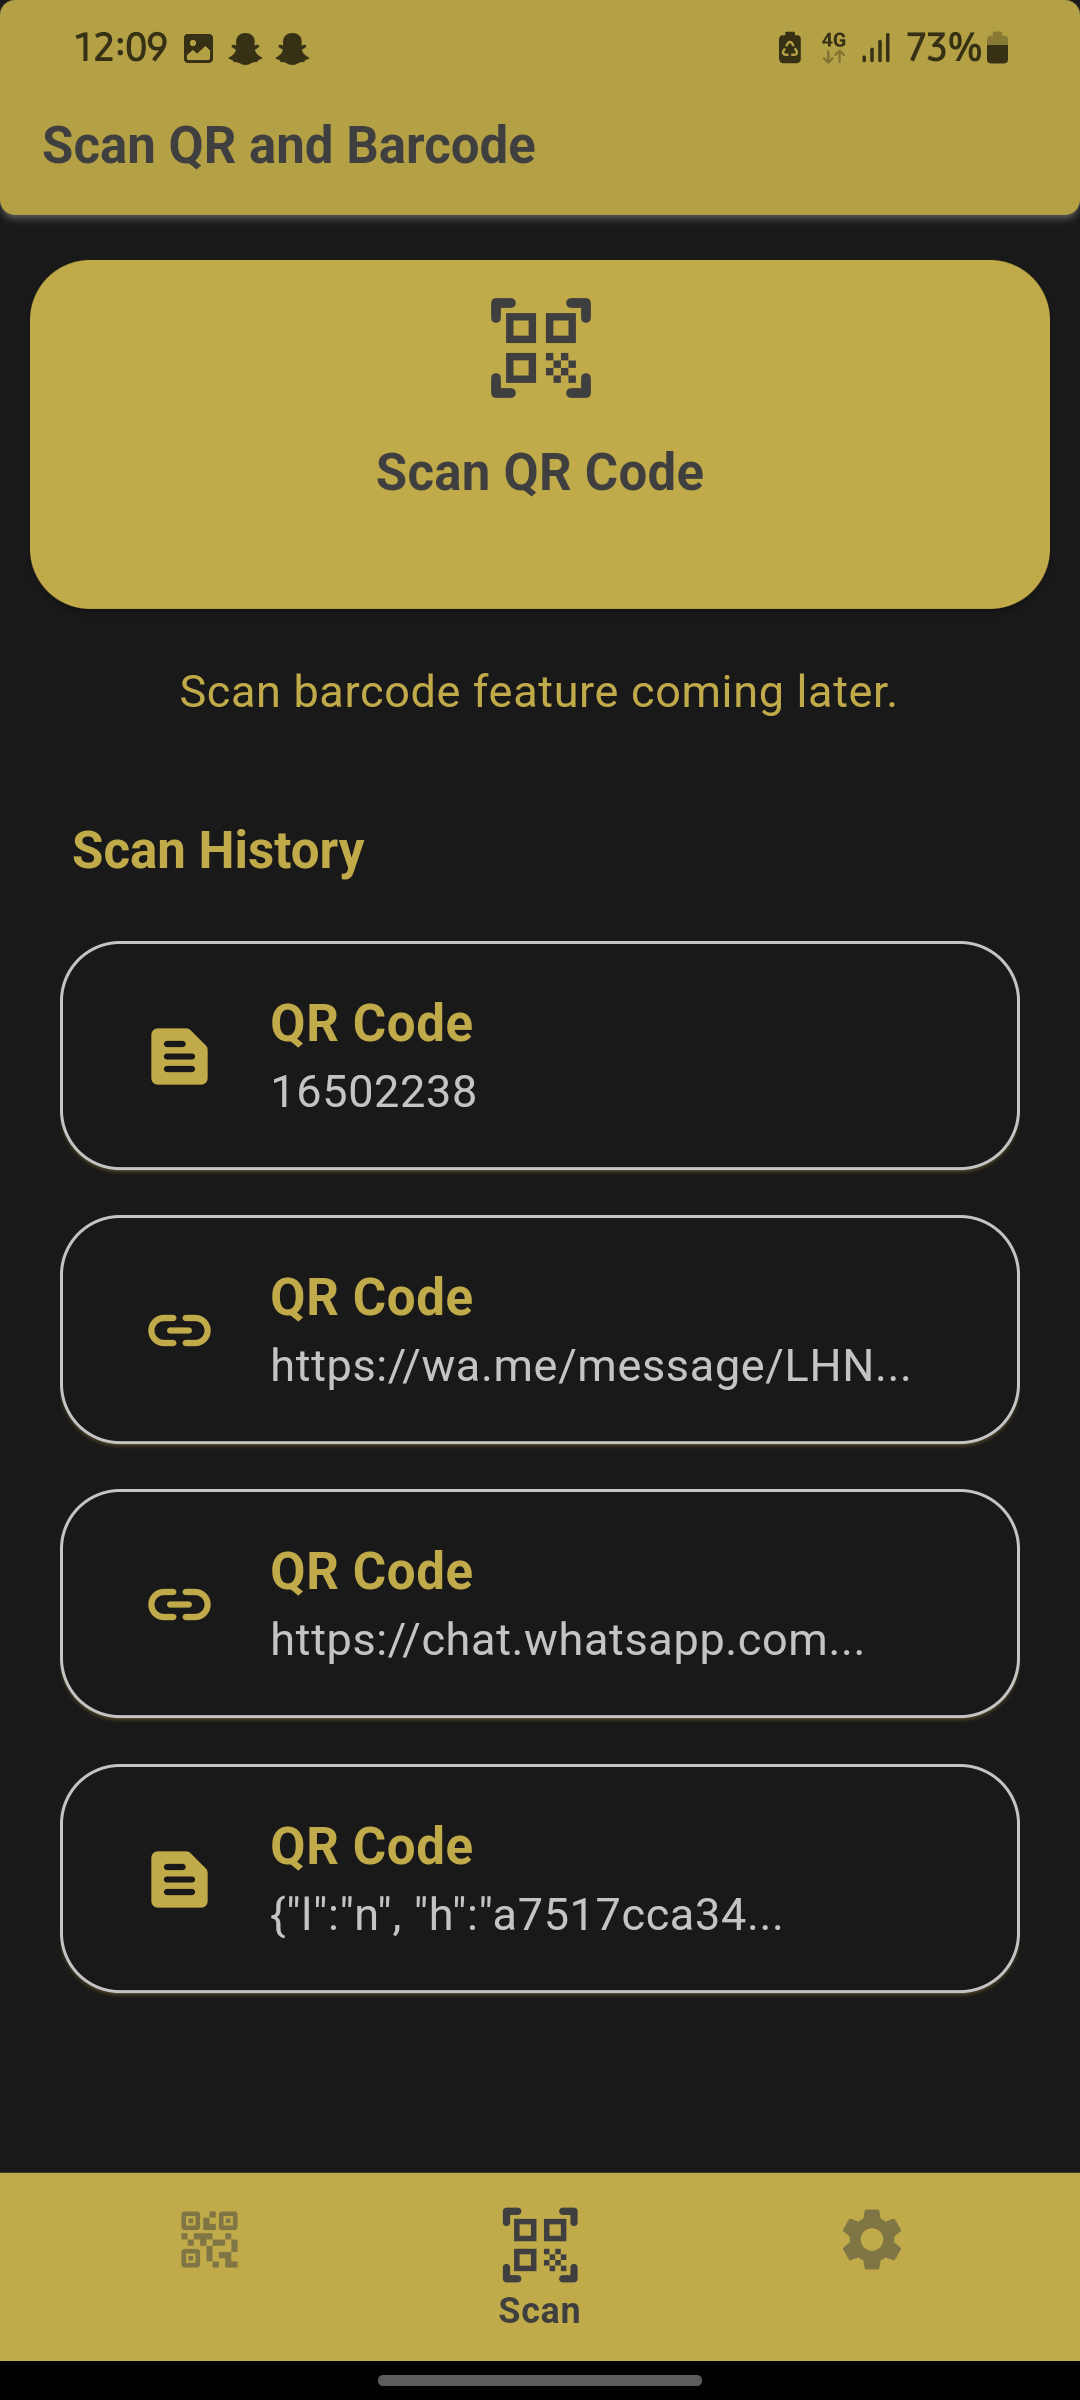 12:09
4G
73%
Scan QR and Barcode
Scan QR Code
Scan barcode feature coming later.
Scan History
QR Code
16502238
QR Code
https://wa.me/message/LHN...
QR Code
https://chat.whatsapp.com...
QR Code
{"l":"n", "h":"a7517cca34...
Scan